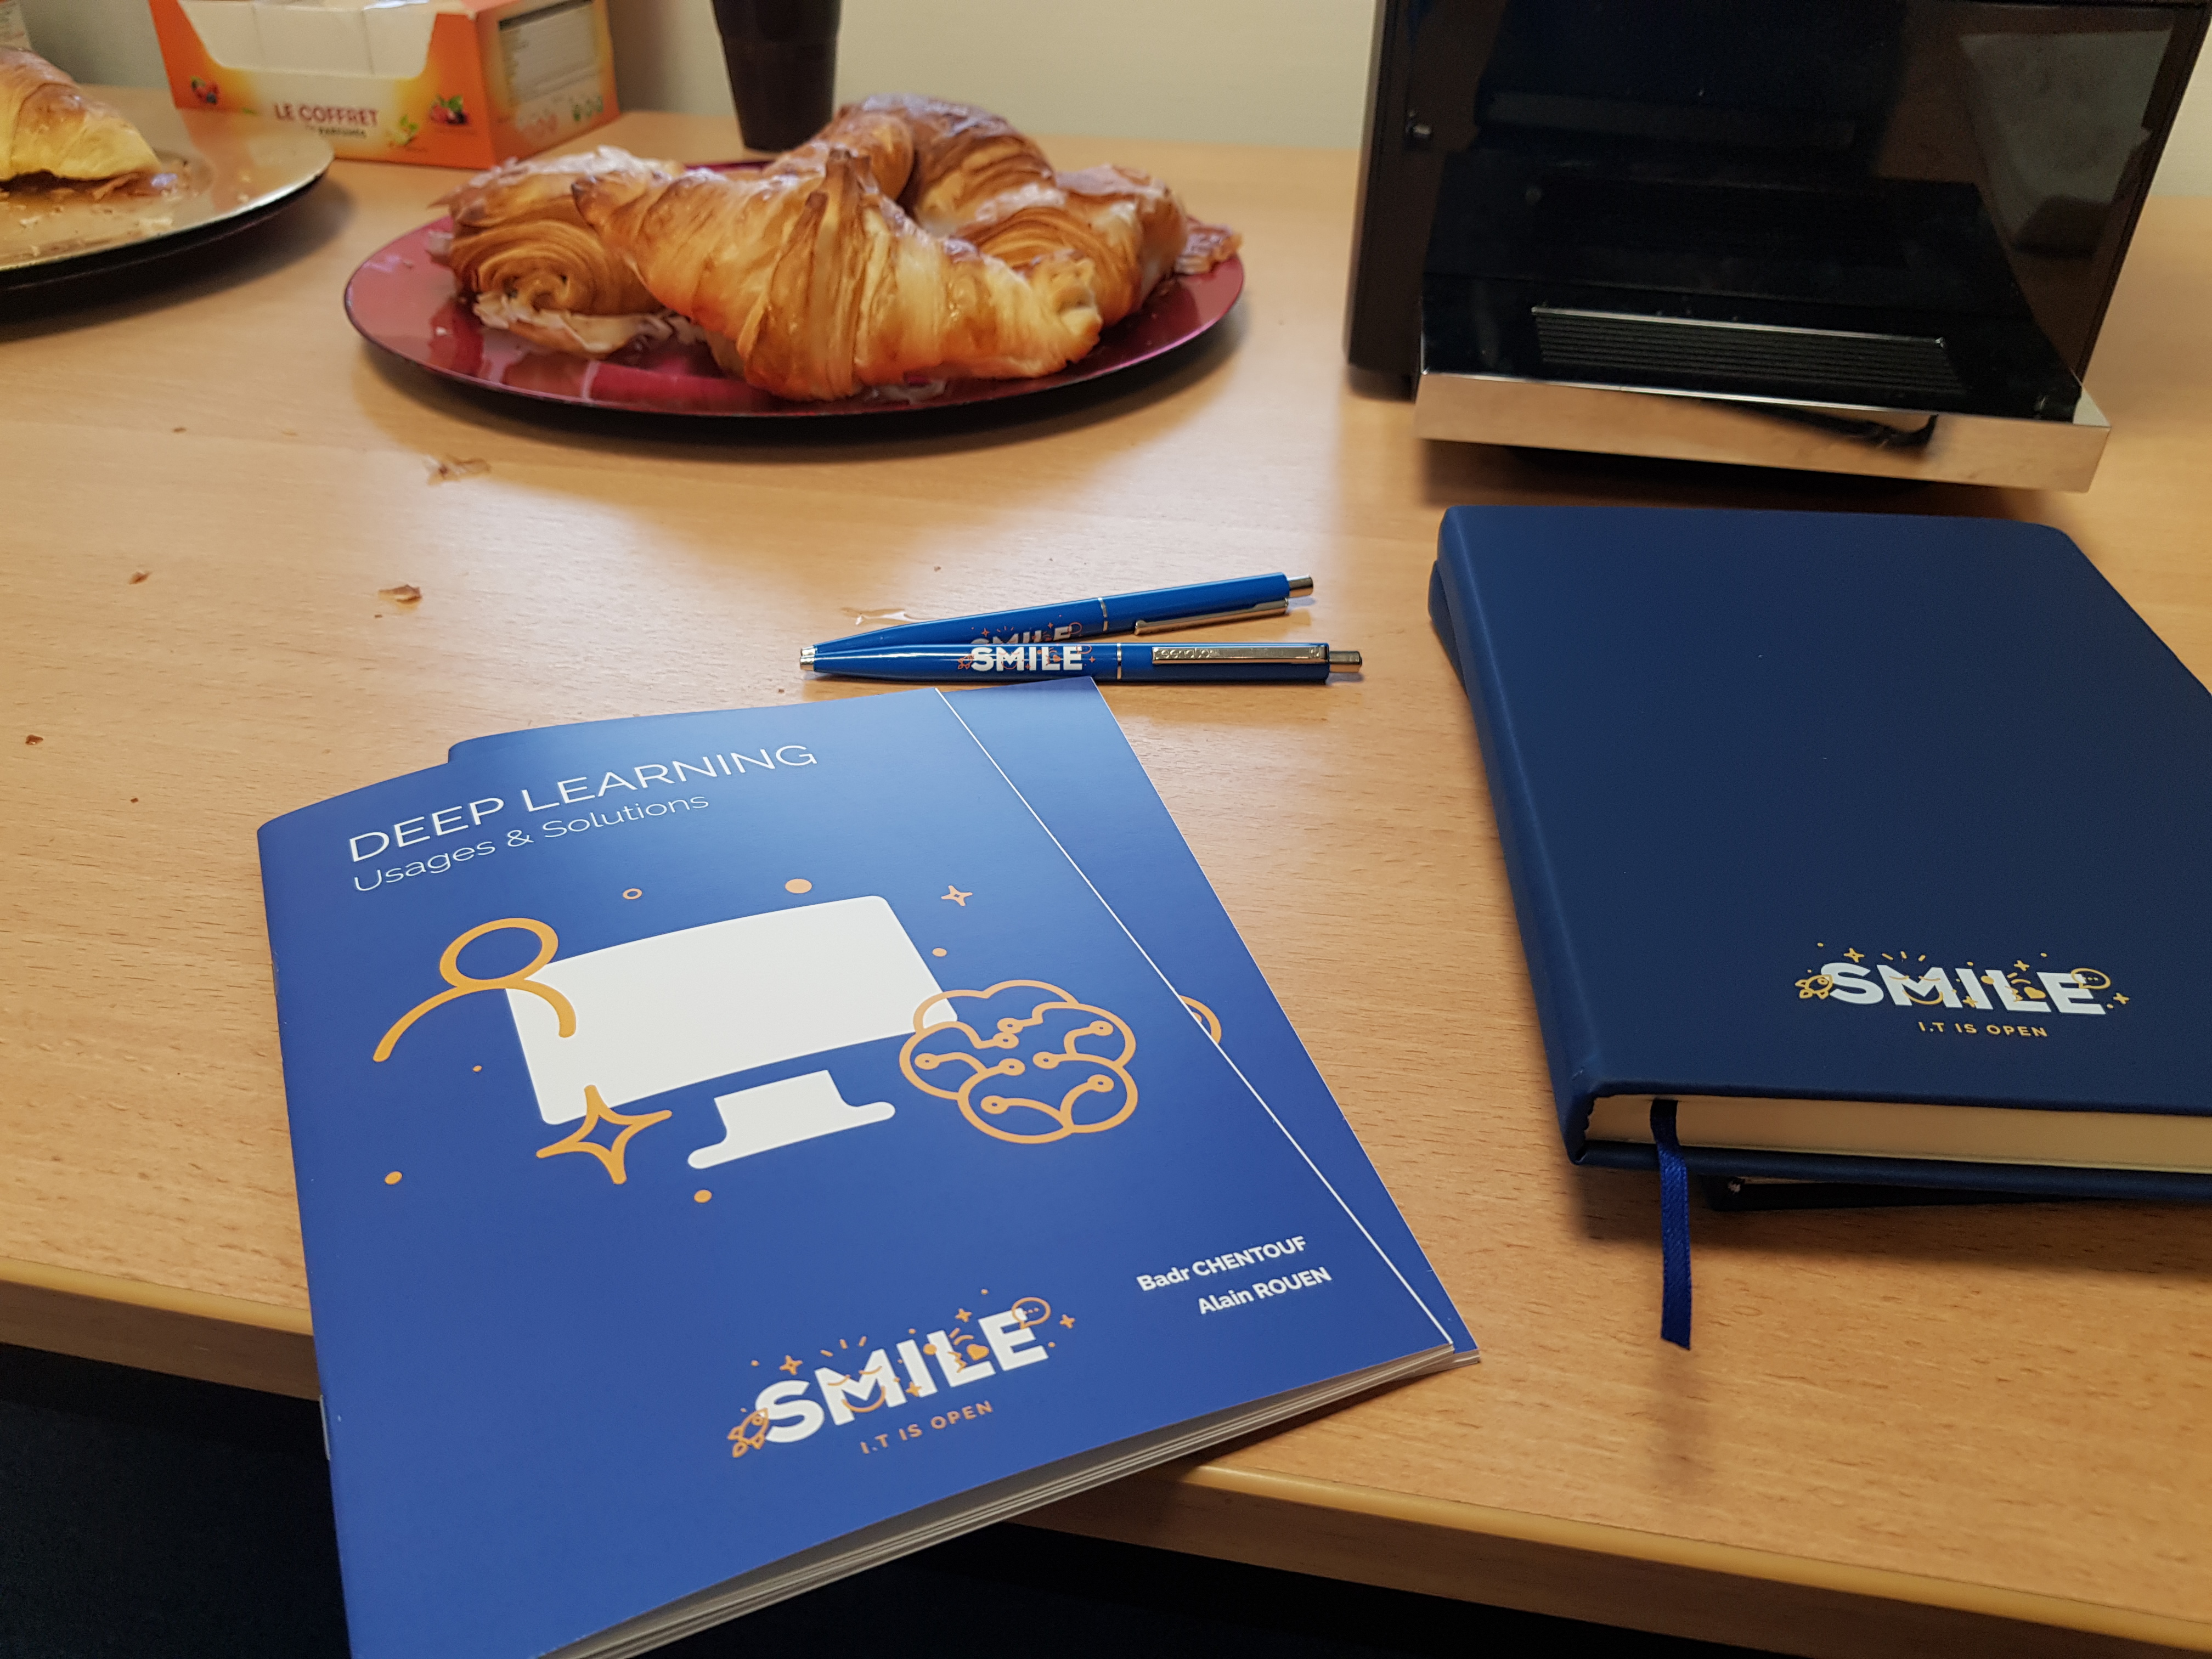 LE COFFRET
SMILE
SMILE
DEEP LEARNING
Usages & Solutions
Badr CHENTOUF
Alain ROUEN
SMILE
I.T IS OPEN
SMILE
I.T IS OPEN